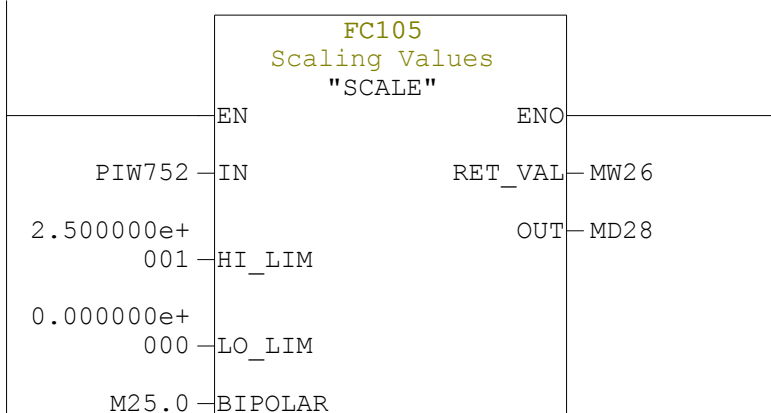 FC105
Scaling Values
"SCALE"
EN ENO
PIW752 IN RET_VAL MW26
2.500000e+ OUT MD28
001 HI_LIM
0.000000e+
000 LO_LIM
M25.0 BIPOLAR